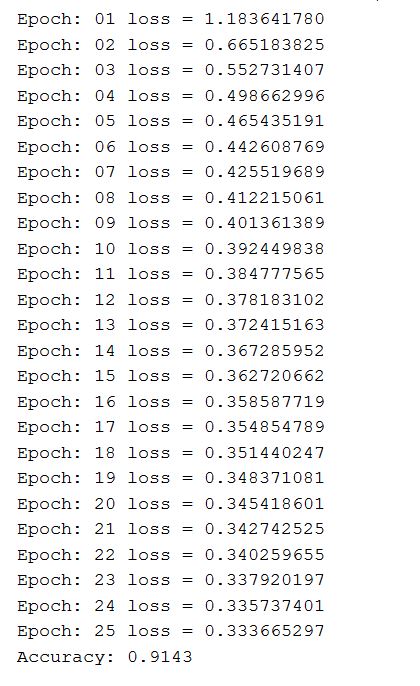 Epoch: 01 loss = 1.183641780
Epoch: 02 loss = 0.665183825
Epoch: 03 loss = 0.552731407
Epoch: 04 loss = 0.498662996
Epoch: 05 loss = 0.465435191
Epoch: 06 loss = 0.442608769
Epoch: 07 loss = 0.425519689
Epoch: 08 loss = 0.412215061
Epoch: 09 loss = 0.401361389
Epoch: 10 loss = 0.392449838
Epoch: 11 loss = 0.384777565
Epoch: 12 loss = 0.378183102
Epoch: 13 loss = 0.372415163
Epoch: 14 loss = 0.367285952
Epoch: 15 loss = 0.362720662
Epoch: 16 loss = 0.358587719
Epoch: 17 loss = 0.354854789
Epoch: 18 loss = 0.351440247
Epoch: 19 loss = 0.348371081
Epoch: 20 loss = 0.345418601
Epoch: 21 loss = 0.342742525
Epoch: 22 loss = 0.340259655
Epoch: 23 loss = 0.337920197
Epoch: 24 loss = 0.335737401
Epoch: 25 loss = 0.333665297
Accuracy: 0.9143